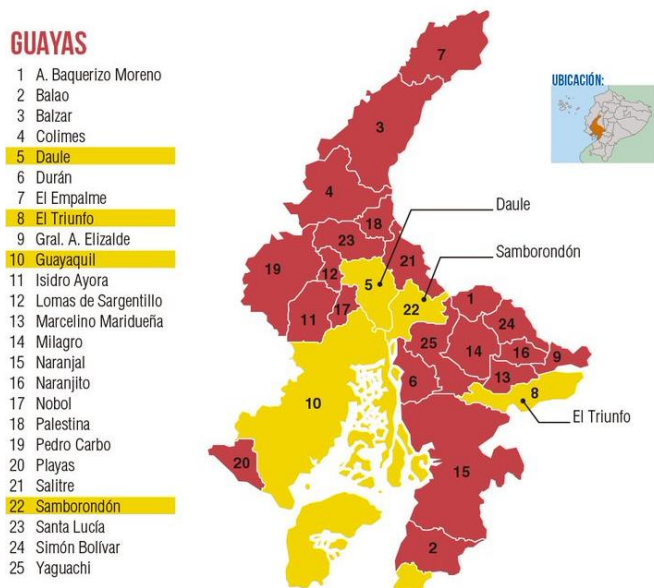 GUAYAS
1 A. Baquerizo Moreno
2 Balao
3 Balzar
4 Colimes
5 Daule
6 Durán
7 El Empalme
8 El Triunfo
9 Gral. A. Elizalde
10 Guayaquil
11 Isidro Ayora
12 Lomas de Sargentillo
13 Marcelino Maridueña
14 Milagro
15 Naranjal
16 Naranjito
17 Nobol
18 Palestina
19 Pedro Carbo
20 Playas
21 Salitre
22 Samborondón
23 Santa Lucía
24 Simón Bolívar
25 Yaguachi
UBICACIÓN:
7
3
4
18
Daule
23
19
12
21
Samborondón
5
1
11
17
22
24
25
14
16
9
13
6
8
10
El Triunfo
20
15
2